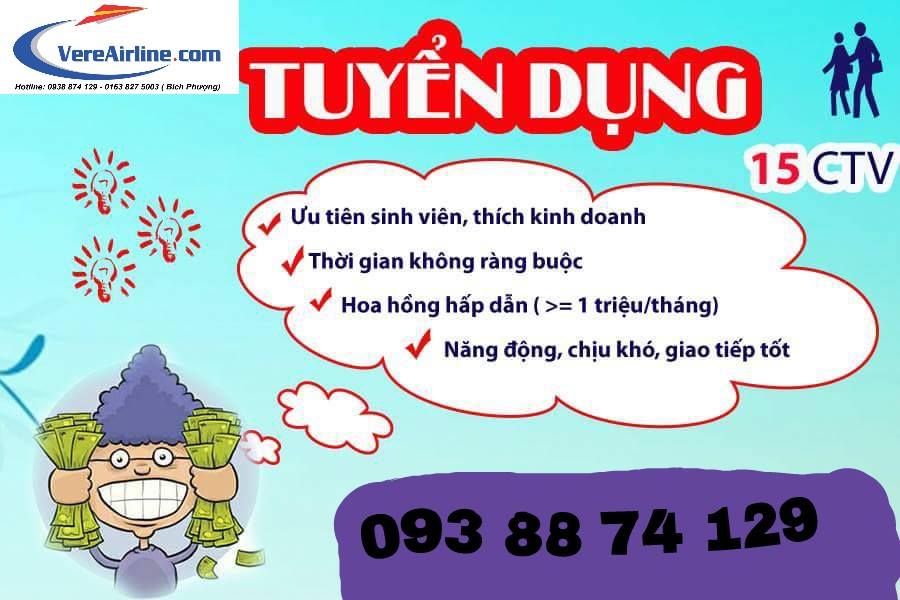 VereAirline.com
Hotline: 0938 874 129 - 0163 827 5003 ( Bích Phượng)
TUYỂN DỤNG
15 CTV
Ưu tiên sinh viên, thích kinh doanh
Thời gian không ràng buộc
Hoa hồng hấp dẫn ( >= 1 triệu/tháng)
Năng động, chịu khó, giao tiếp tốt
093 88 74 129